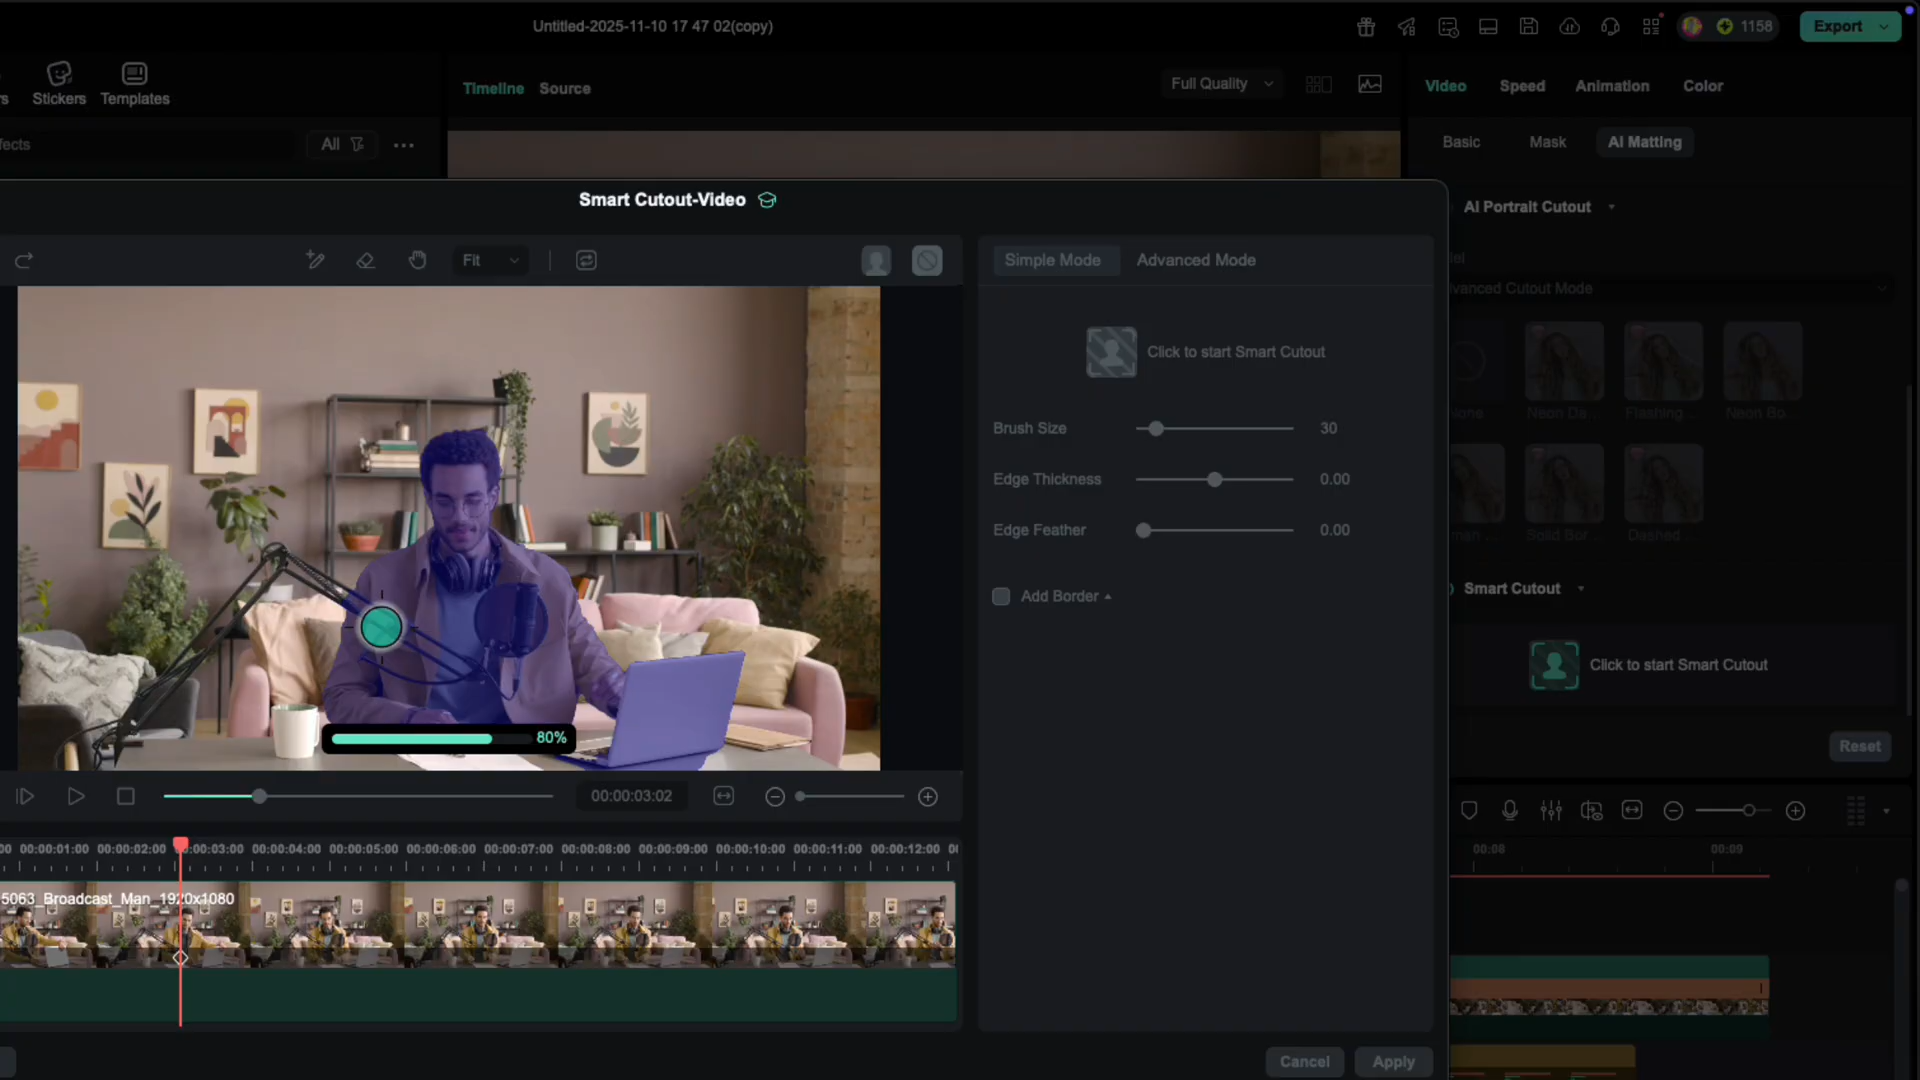 Untitled-2025-11-10 17 47 02(copy)
1158
Export
Stickers
Templates
Timeline
Source
Full Quality
Video
Speed
Animation
Color
All
Basic
Mask
AI Matting
Smart Cutout-Video
AI Portrait Cutout
Fit
Simple Mode
Advanced Mode
Click to start Smart Cutout
Brush Size
30
Edge Thickness
0.00
Edge Feather
0.00
Add Border
Cutout Mode
Neon Da...
Flashing ...
Neon Bo...
Solid Bor...
Dashed
Smart Cutout
Click to start Smart Cutout
Reset
80%
00:00:03:02
00:00:01:00
00:00:02:00
00:00:03:00
00:00:04:00
00:00:05:00
00:00:06:00
00:00:07:00
00:00:08:00
00:00:09:00
00:00:10:00
00:00:11:00
00:00:12:00
5063_Broadcast_Man_1920x1080
00:08
00:09
Cancel
Apply